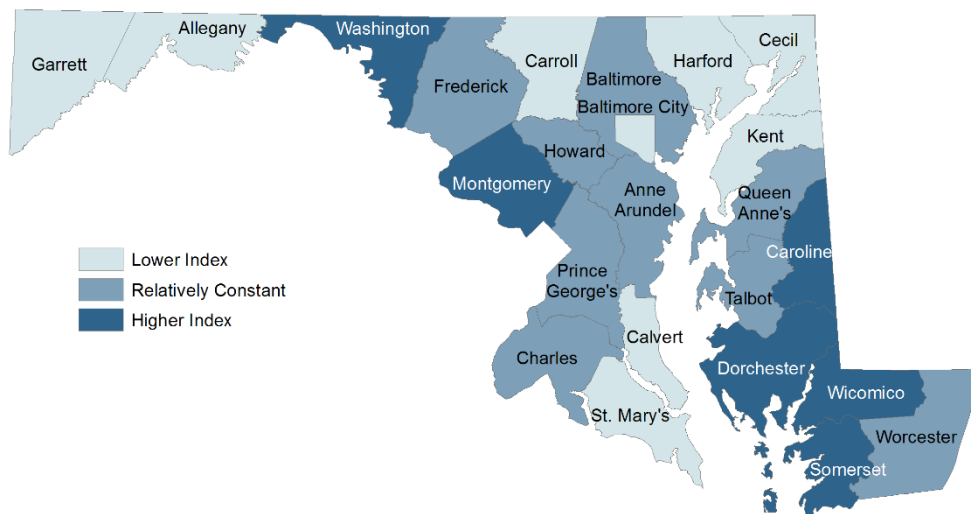 Allegany
Washington
Garrett
Frederick
Carroll
Baltimore
Baltimore City
Harford
Cecil
Kent
Howard
Montgomery
Anne
Arundel
Queen
Anne's
Caroline
Prince
George's
Talbot
Lower Index
Relatively Constant
Higher Index
Charles
Calvert
St. Mary's
Dorchester
Wicomico
Worcester
Somerset